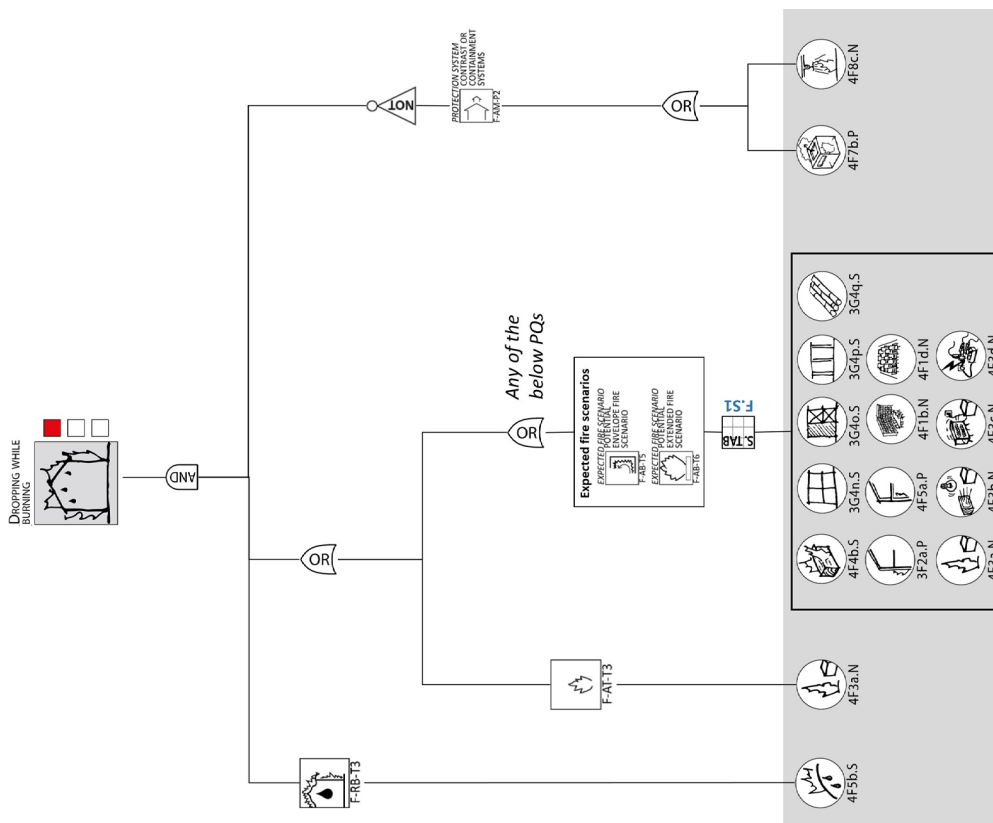 DROPPING WHILE
BURNING
AND
NOT
PROTECTION SYSTEM
CONTRAST OR
CONTAINMENT
SYSTEMS
F-AM-P2
OR
OR
F-RB-T3
F-AT-T3
OR
Any of the
below PQs
Expected fire scenarios
EXPECTED FIRE SCENARIO
POTENTIAL
ENVELOPE FIRE
SCENARIO
F-AB-T5
EXPECTED FIRE SCENARIO
POTENTIAL
EXTENDED FIRE
SCENARIO
F-AB-T6
S.TAB
F.S1
4F5b.S
4F3a.N
4F4b.S
3G4n.S
3G4o.S
3G4p.S
3G4q.S
3F2a.P
4F5a.P
4F1b.N
4F1d.N
4F7b.P
4F8c.N